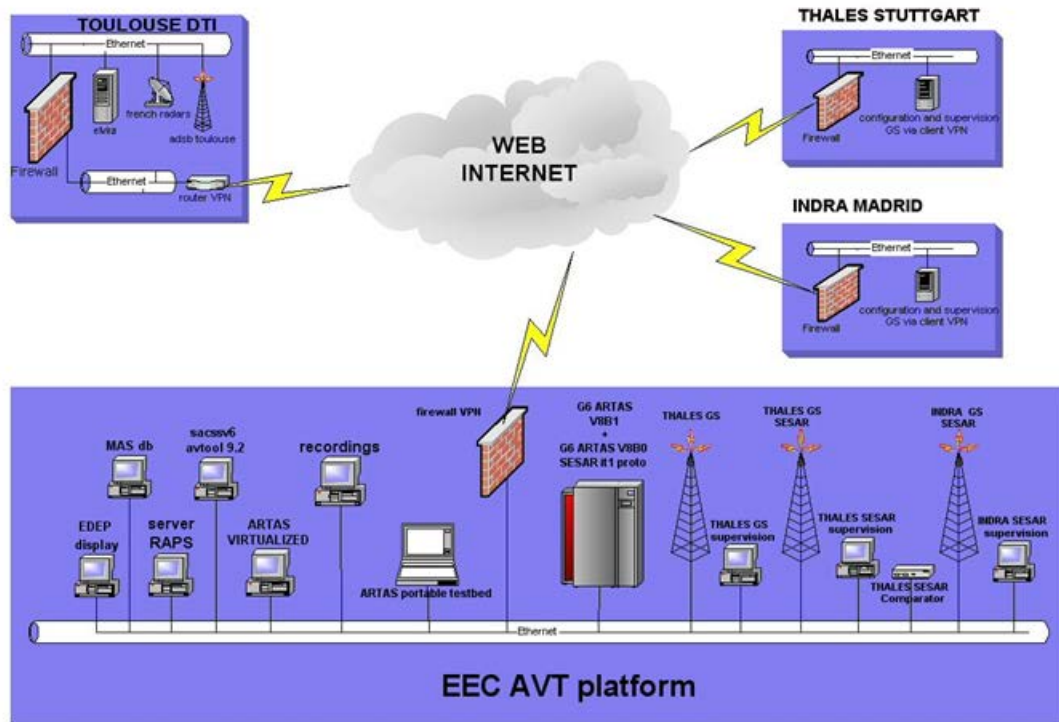 TOULOUSE DTI
Ethernet
elvira
french radars
adsb toulouse
Firewall
Ethernet
router VPN
WEB
INTERNET
THALES STUTTGART
Ethernet
Firewall
configuration and supervision
GS via client VPN
INDRA MADRID
Ethernet
Firewall
configuration and supervision
GS via client VPN
MAS db
sacssv6
avtool 9.2
recordings
firewall VPN
G6 ARTAS
V8B1
+
G6 ARTAS V8B0
SESAR it1 proto
THALES GS
THALES GS
SESAR
INDRA GS
SESAR
EDEP
display
server
RAPS
ARTAS
VIRTUALIZED
ARTAS portable testbed
THALES GS
supervision
THALES SESAR
supervision
THALES SESAR
Comparator
INDRA SESAR
supervision
Ethernet
EEC AVT platform